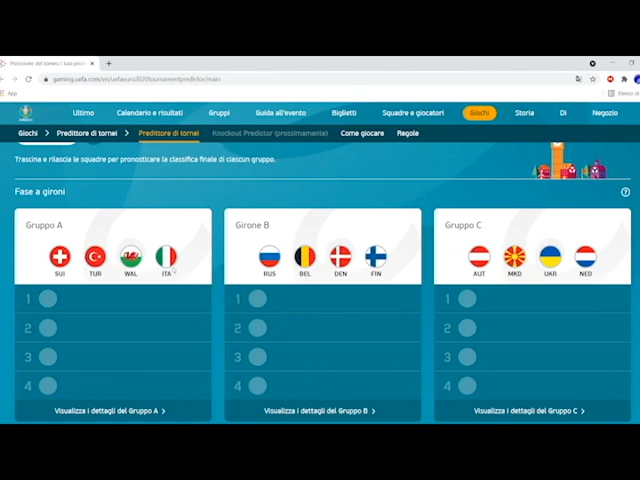 Previsione del torneo | tuoi pron
gaming.uefa.com/en/uefaeuro2020tournamentpredictor/main
App
Elenco di
Ultimo Calendario e risultati Gruppi Guida all'evento Biglietti Squadre e giocatori Giochi Storia Di Negozio
Giochi Predittore di tornei Predittore di tornei Knockout Predictor (prossimamente) Come giocare Regole
Trascina e rilascia le squadre per pronosticare la classifica finale di ciascun gruppo.
Fase a gironi
?
Gruppo A
SUI TUR WAL ITA
1
2
3
4
Visualizza i dettagli del Gruppo A >
Girone B
RUS BEL DEN FIN
1
2
3
4
Visualizza i dettagli del Gruppo B >
Gruppo C
AUT MKD UKR NED
1
2
3
4
Visualizza i dettagli del Gruppo C >